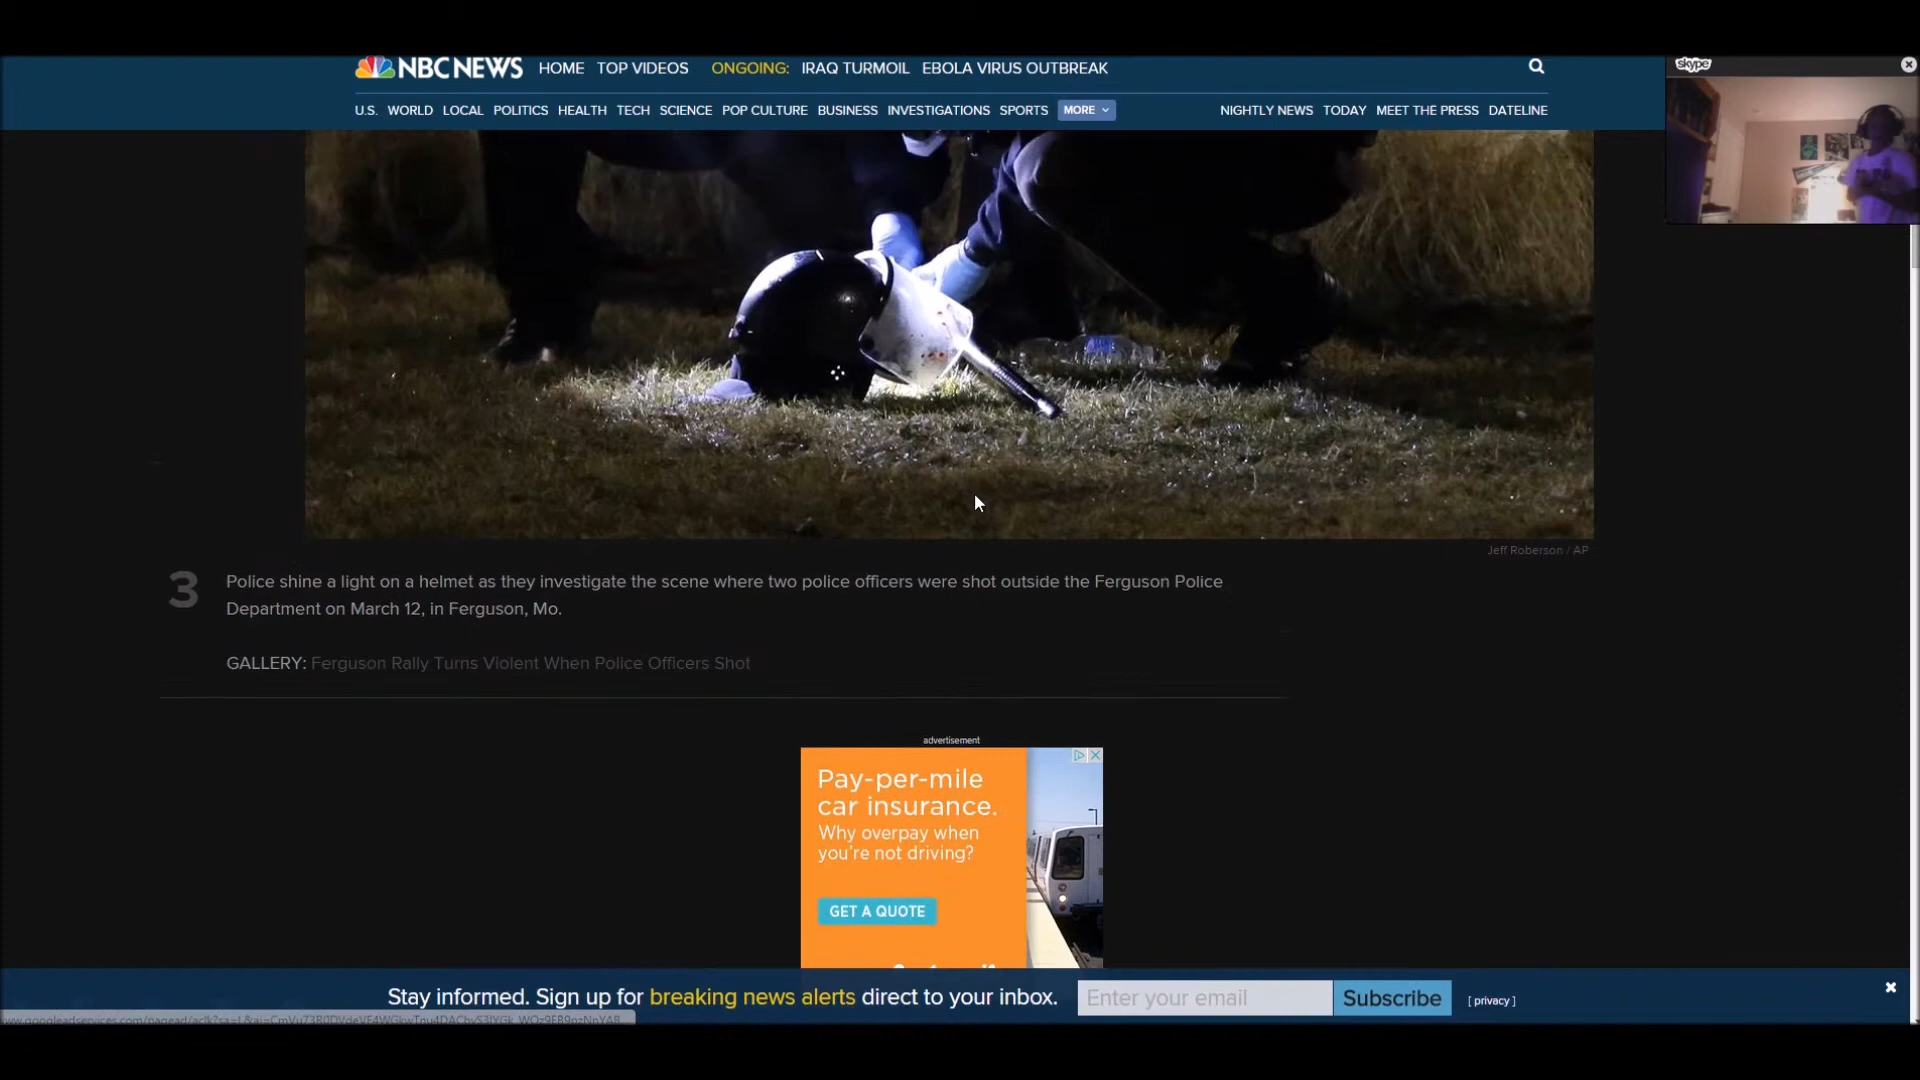 NBC NEWS HOME TOP VIDEOS ONGOING: IRAQ TURMOIL EBOLA VIRUS OUTBREAK
skype
U.S. WORLD LOCAL POLITICS HEALTH TECH SCIENCE POP CULTURE BUSINESS INVESTIGATIONS SPORTS MORE NIGHTLY NEWS TODAY MEET THE PRESS DATELINE
Jeff Roberson / AP
3 Police shine a light on a helmet as they investigate the scene where two police officers were shot outside the Ferguson Police
Department on March 12, in Ferguson, Mo.
GALLERY: Ferguson Rally Turns Violent When Police Officers Shot
advertisement
Pay-per-mile
car insurance.
Why overpay when
you're not driving?
GET A QUOTE
Stay informed. Sign up for breaking news alerts direct to your inbox. Enter your email Subscribe [ privacy ]